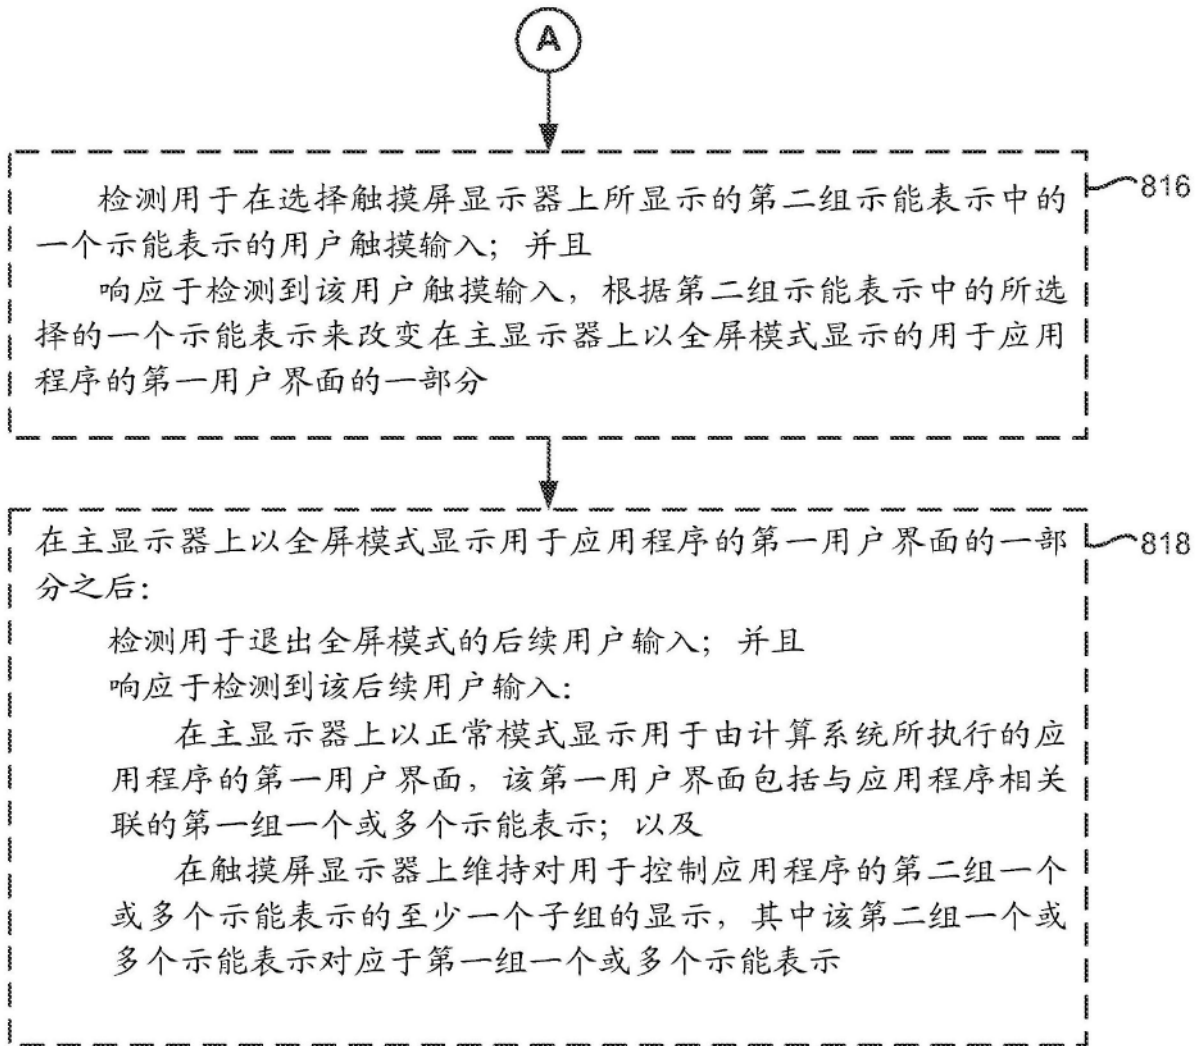 A
检测用于在选择触摸屏显示器上所显示的第二组示能表示中的
一个示能表示的用户触摸输入；并且
响应于检测到该用户触摸输入，根据第二组示能表示中的所选
择的一个示能表示来改变在主显示器上以全屏模式显示的用于应用
程序的第一用户界面的一部分
816
在主显示器上以全屏模式显示用于应用程序的第一用户界面的一部
分之后：
818
检测用于退出全屏模式的后续用户输入；并且
响应于检测到该后续用户输入：
在主显示器上以正常模式显示用于由计算系统所执行的应
用程序的第一用户界面，该第一用户界面包括与应用程序相关
联的第一组一个或多个示能表示；以及
在触摸屏显示器上维持对用于控制应用程序的第二组一个
或多个示能表示的至少一个子组的显示，其中该第二组一个或
多个示能表示对应于第一组一个或多个示能表示